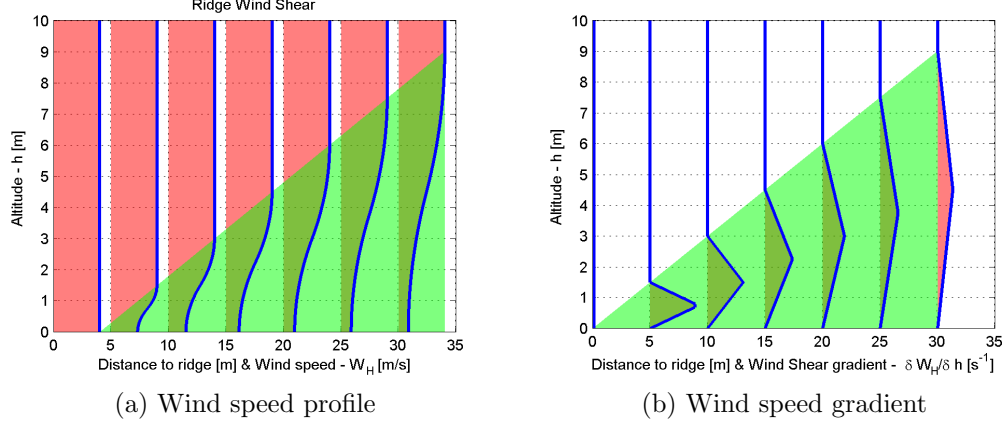 Ridge Wind Shear
Altitude - h [m]
10
9
8
7
6
5
4
3
2
1
0
0 5 10 15 20 25 30 35
Distance to ridge [m] & Wind speed - W_H [m/s]
(a) Wind speed profile
Altitude - h [m]
10
9
8
7
6
5
4
3
2
1
0
0 5 10 15 20 25 30 35
Distance to ridge [m] & Wind Shear gradient - δ W_H/δ h [s⁻¹]
(b) Wind speed gradient